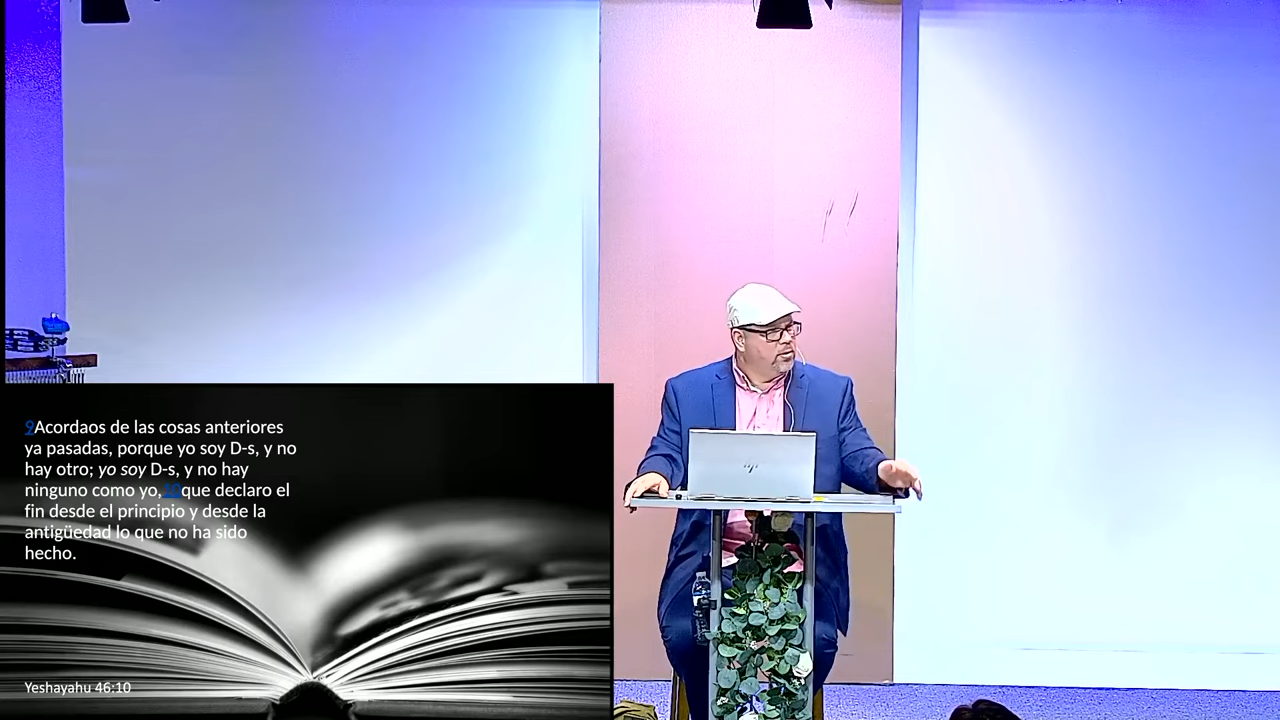 9Acordaos de las cosas anteriores
ya pasadas, porque yo soy D-s, y no
hay otro; yo soy D-s, y no hay
ninguno como yo, 10que declaro el
fin desde el principio y desde la
antigüedad lo que no ha sido
hecho.
Yeshayahu 46:10
hp